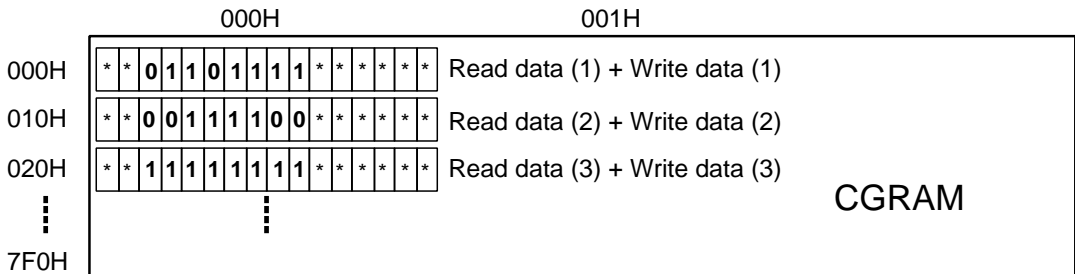 000H 001H
000H * * 0 1 1 0 1 1 1 1 * * * * * * Read data (1) + Write data (1)
010H * * 0 0 1 1 1 1 0 0 * * * * * * Read data (2) + Write data (2)
020H * * 1 1 1 1 1 1 1 1 * * * * * * Read data (3) + Write data (3)
CGRAM
7F0H